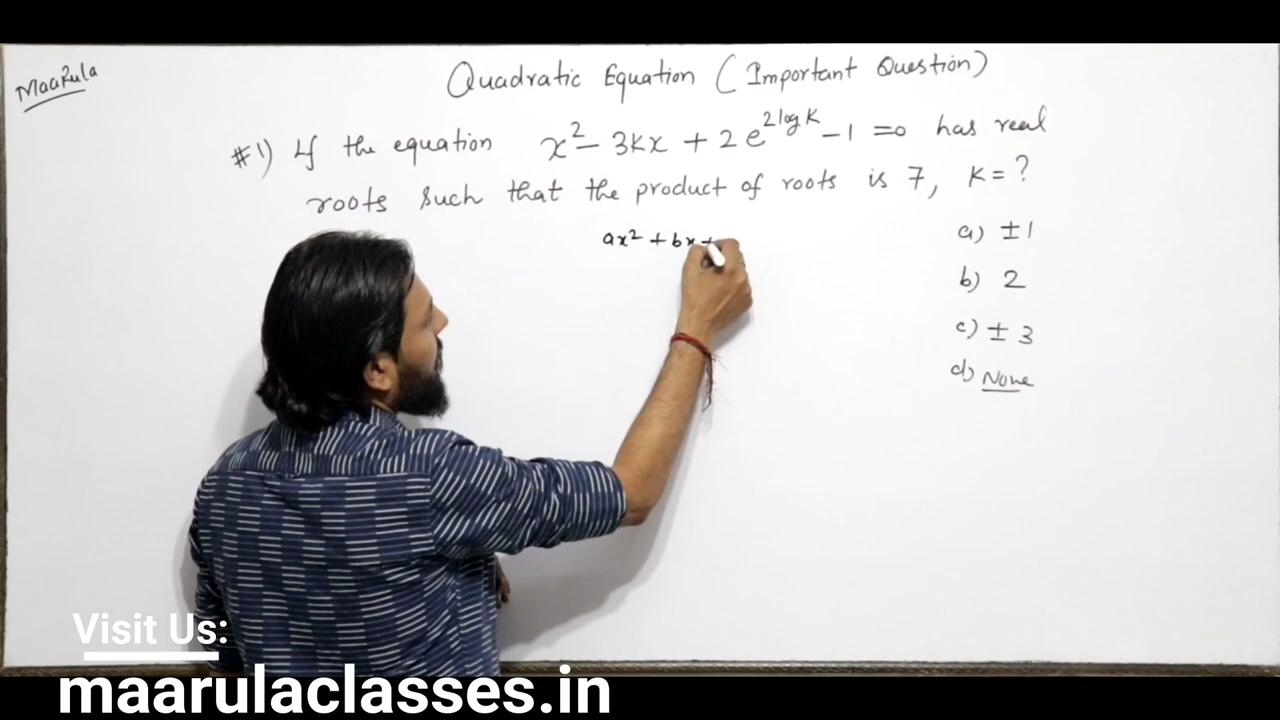 MaaRula
Quadratic Equation (Important Question)
#1) If the equation x² - 3kx + 2e^{2logk} - 1 = 0 has real
roots such that the product of roots is 7, k = ?
ax² + bx +
a) ±1
b) 2
c) ± 3
d) None
Visit Us:
maarulaclasses.in